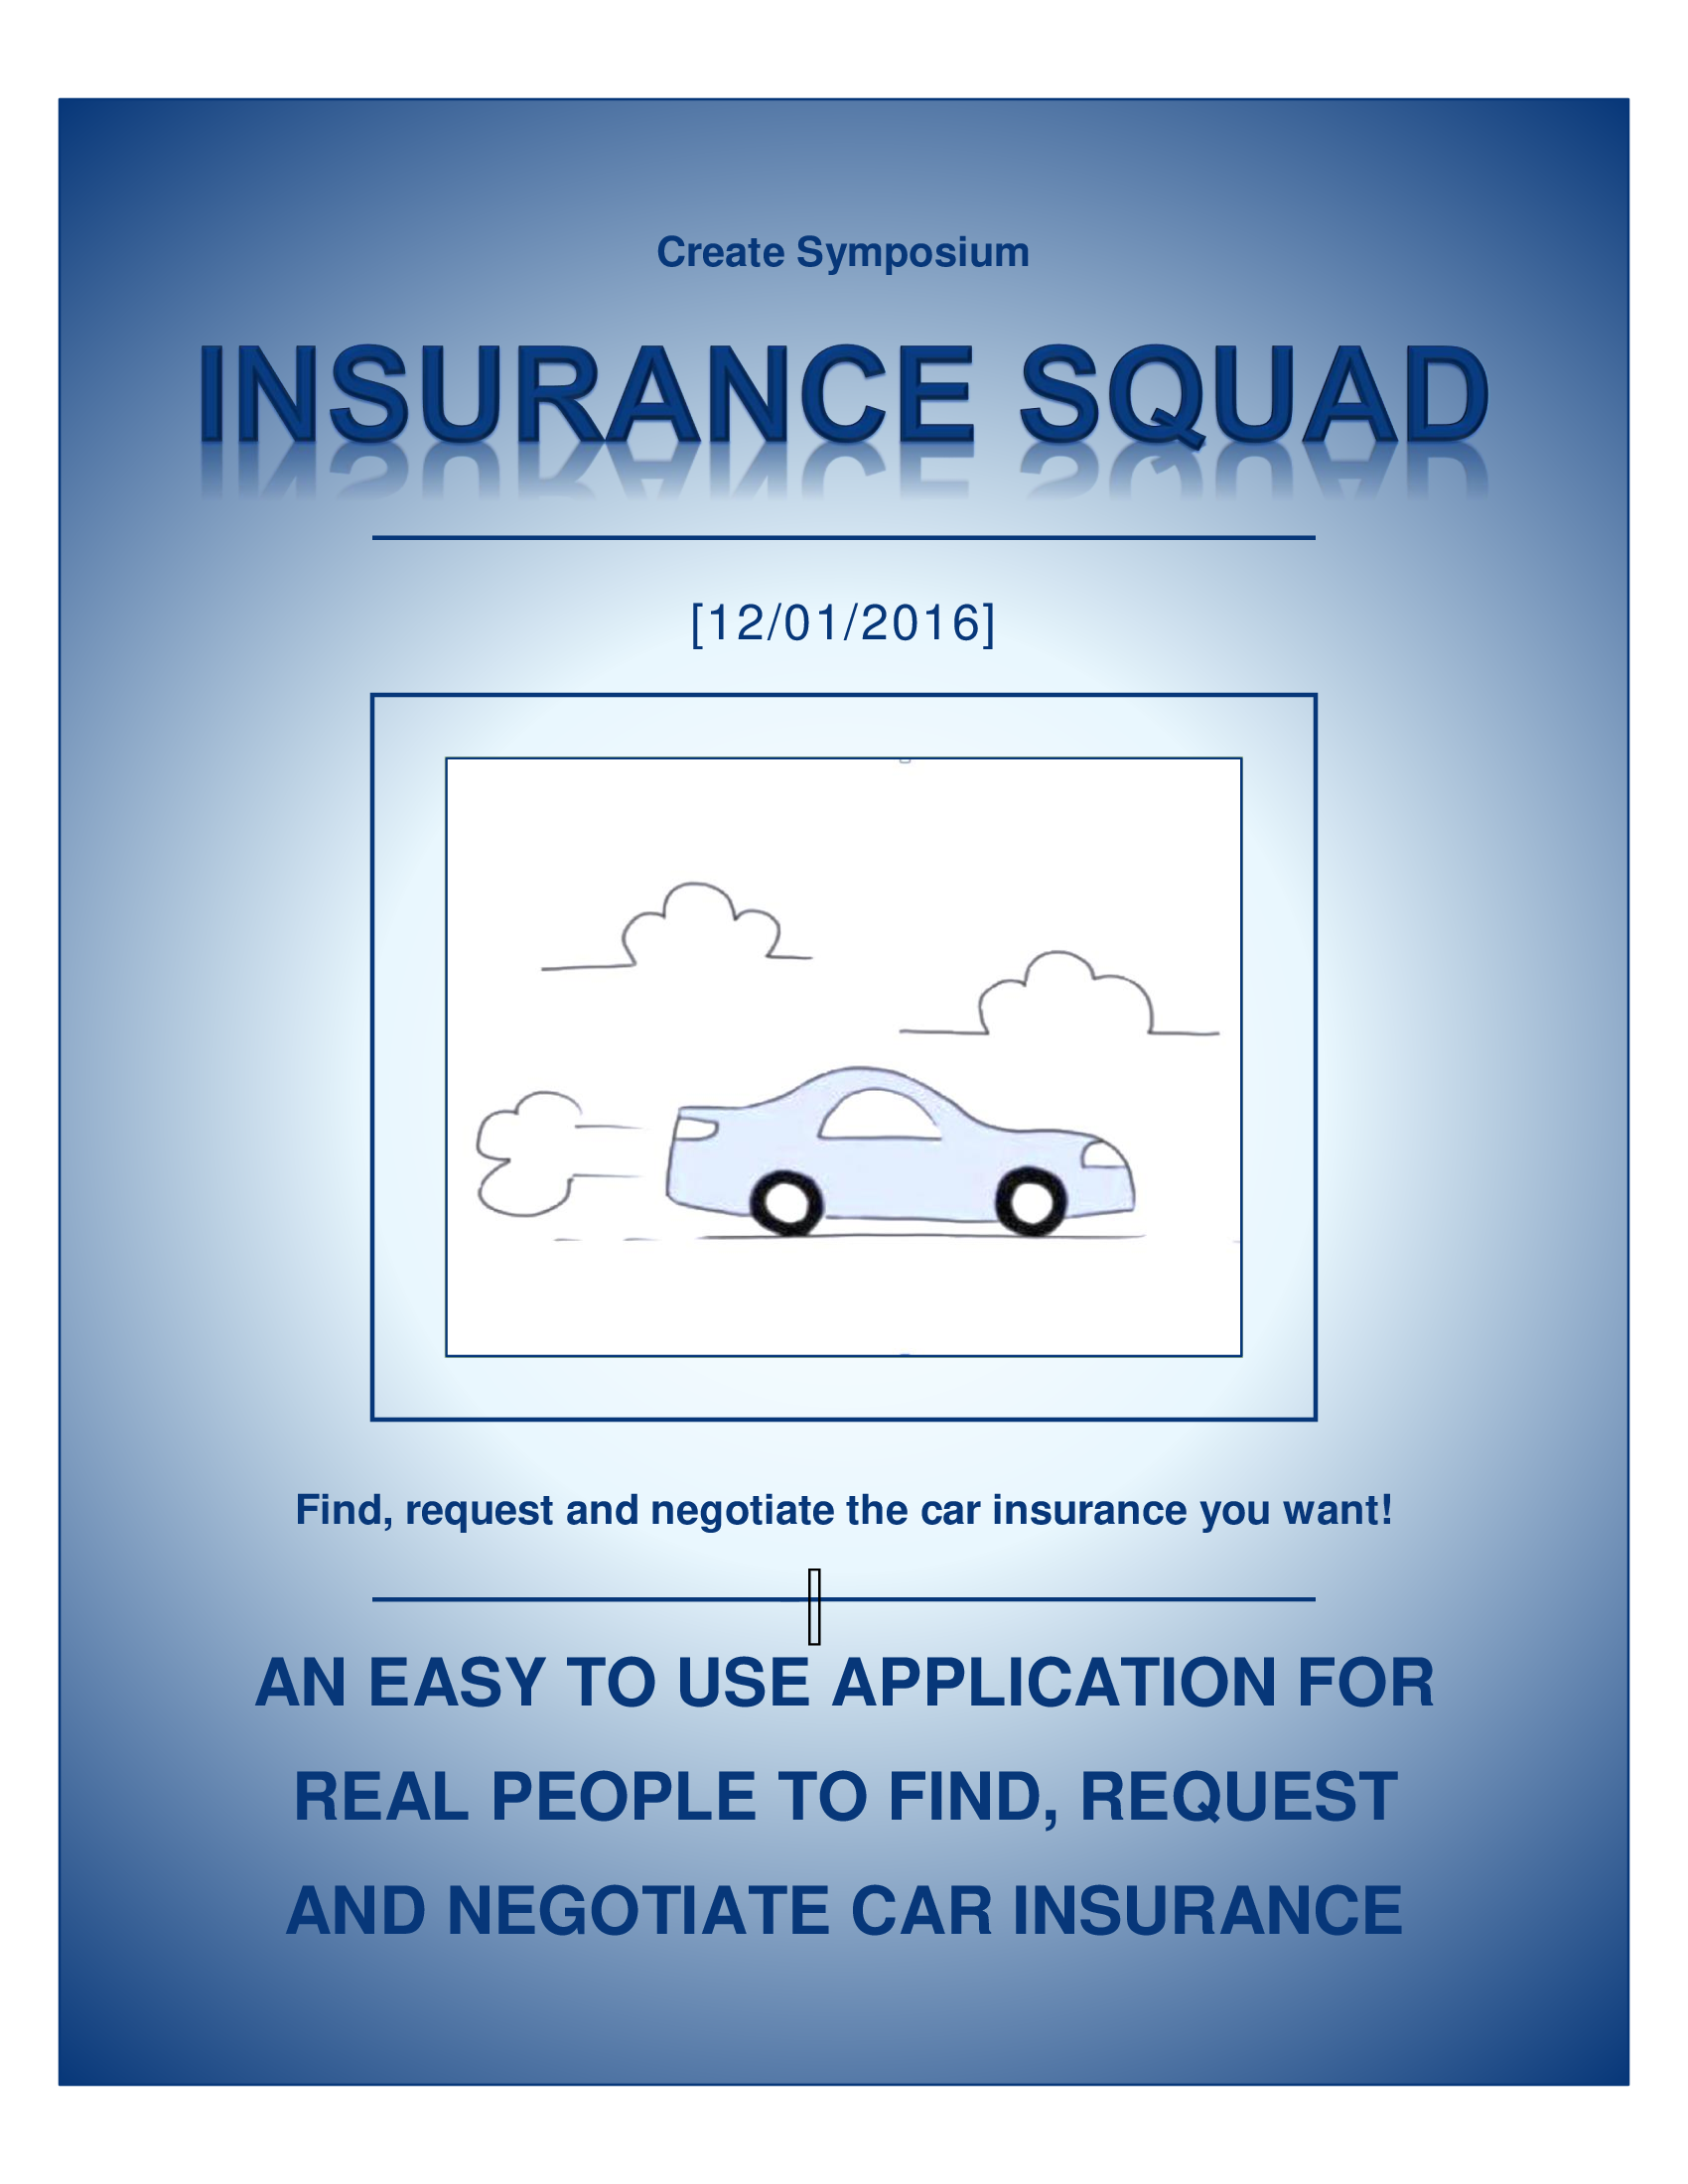 Create Symposium
INSURANCE SQUAD
[12/01/2016]
Find, request and negotiate the car insurance you want!
AN EASY TO USE APPLICATION FOR
REAL PEOPLE TO FIND, REQUEST
AND NEGOTIATE CAR INSURANCE